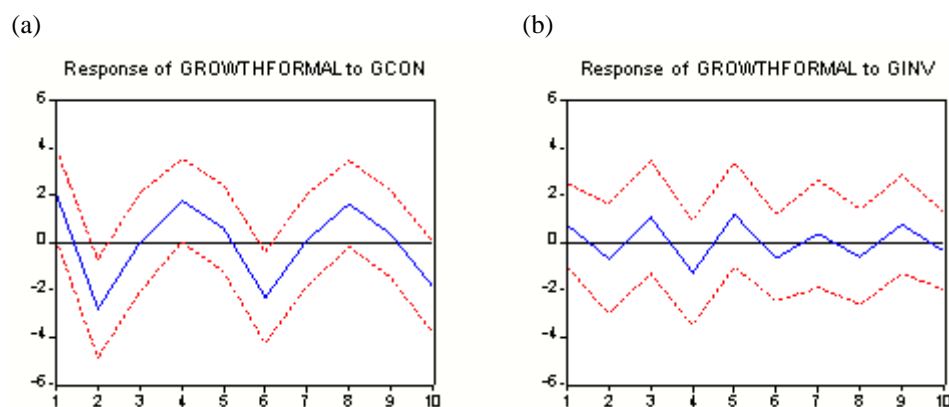 (a)
(b)
Response of GROWTHFORMAL to GCON
6
4
2
0
-2
-4
-6
1 2 3 4 5 6 7 8 9 10
Response of GROWTHFORMAL to GINV
6
4
2
0
-2
-4
-6
1 2 3 4 5 6 7 8 9 10